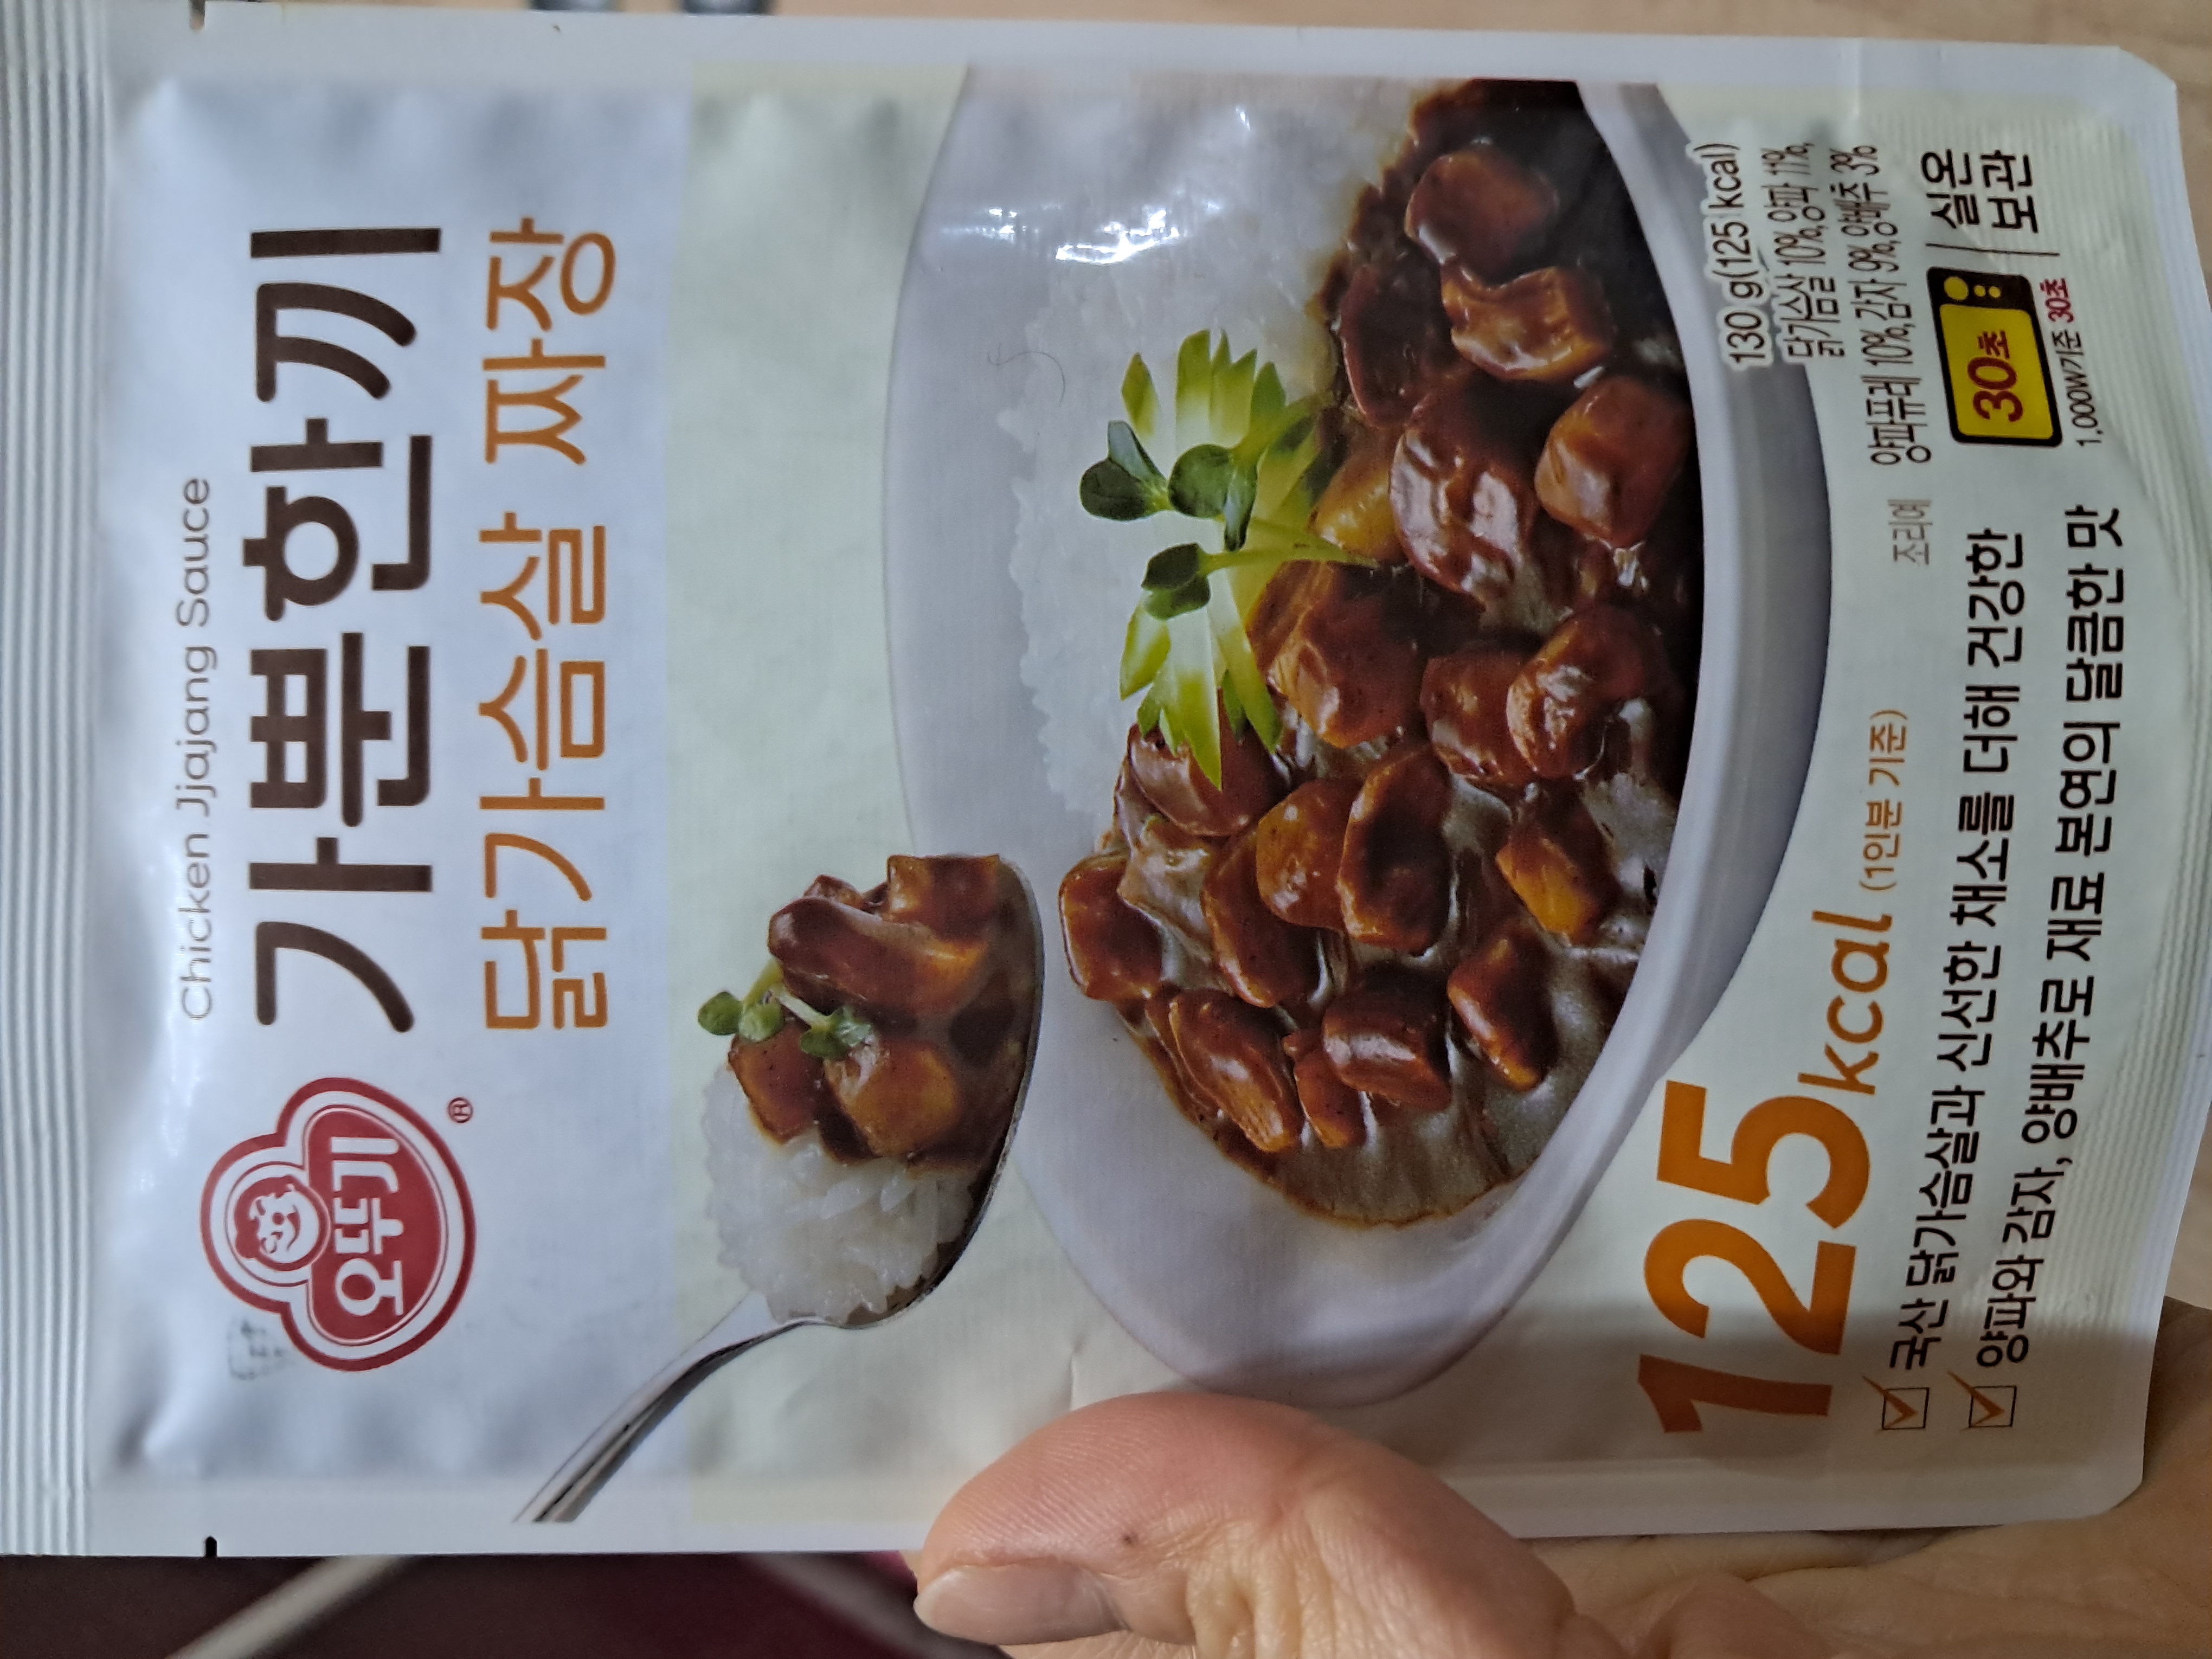 Chicken Jjajang Sauce
오뚜기
®
가뿐한끼
닭가슴살 짜장
130 g(125 kcal)
닭가슴살 10%,양파 11%,
양파퓨레 10%,감자 9%,양배추 3%
조리예
125kcal (1인분 기준)
국산 닭가슴살과 신선한 채소를 더해 건강한
양파와 감자, 양배추로 재료 본연의 달콤한 맛
30초
실온
보관
1,000W기준 30초